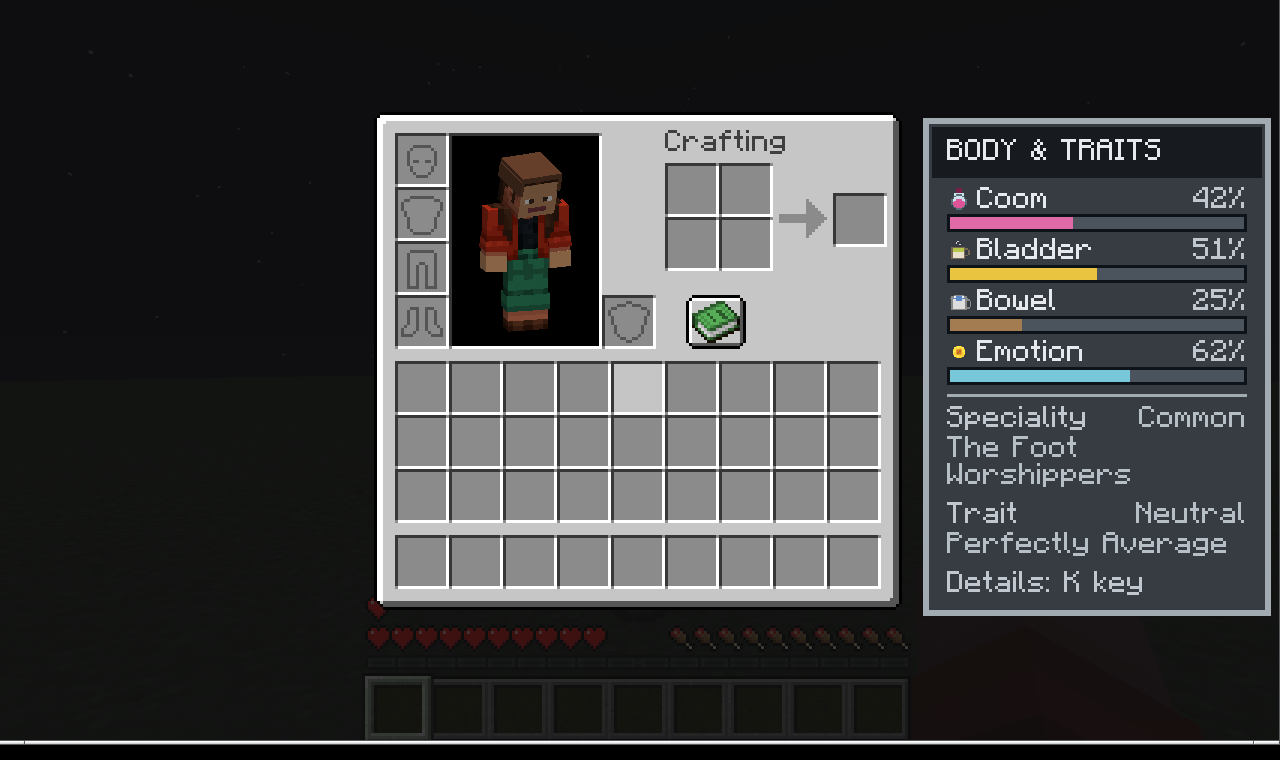 Crafting
BODY & TRAITS
Coom 42%
Bladder 51%
Bowel 25%
Emotion 62%
Speciality Common
The Foot
Worshippers
Trait Neutral
Perfectly Average
Details: K key